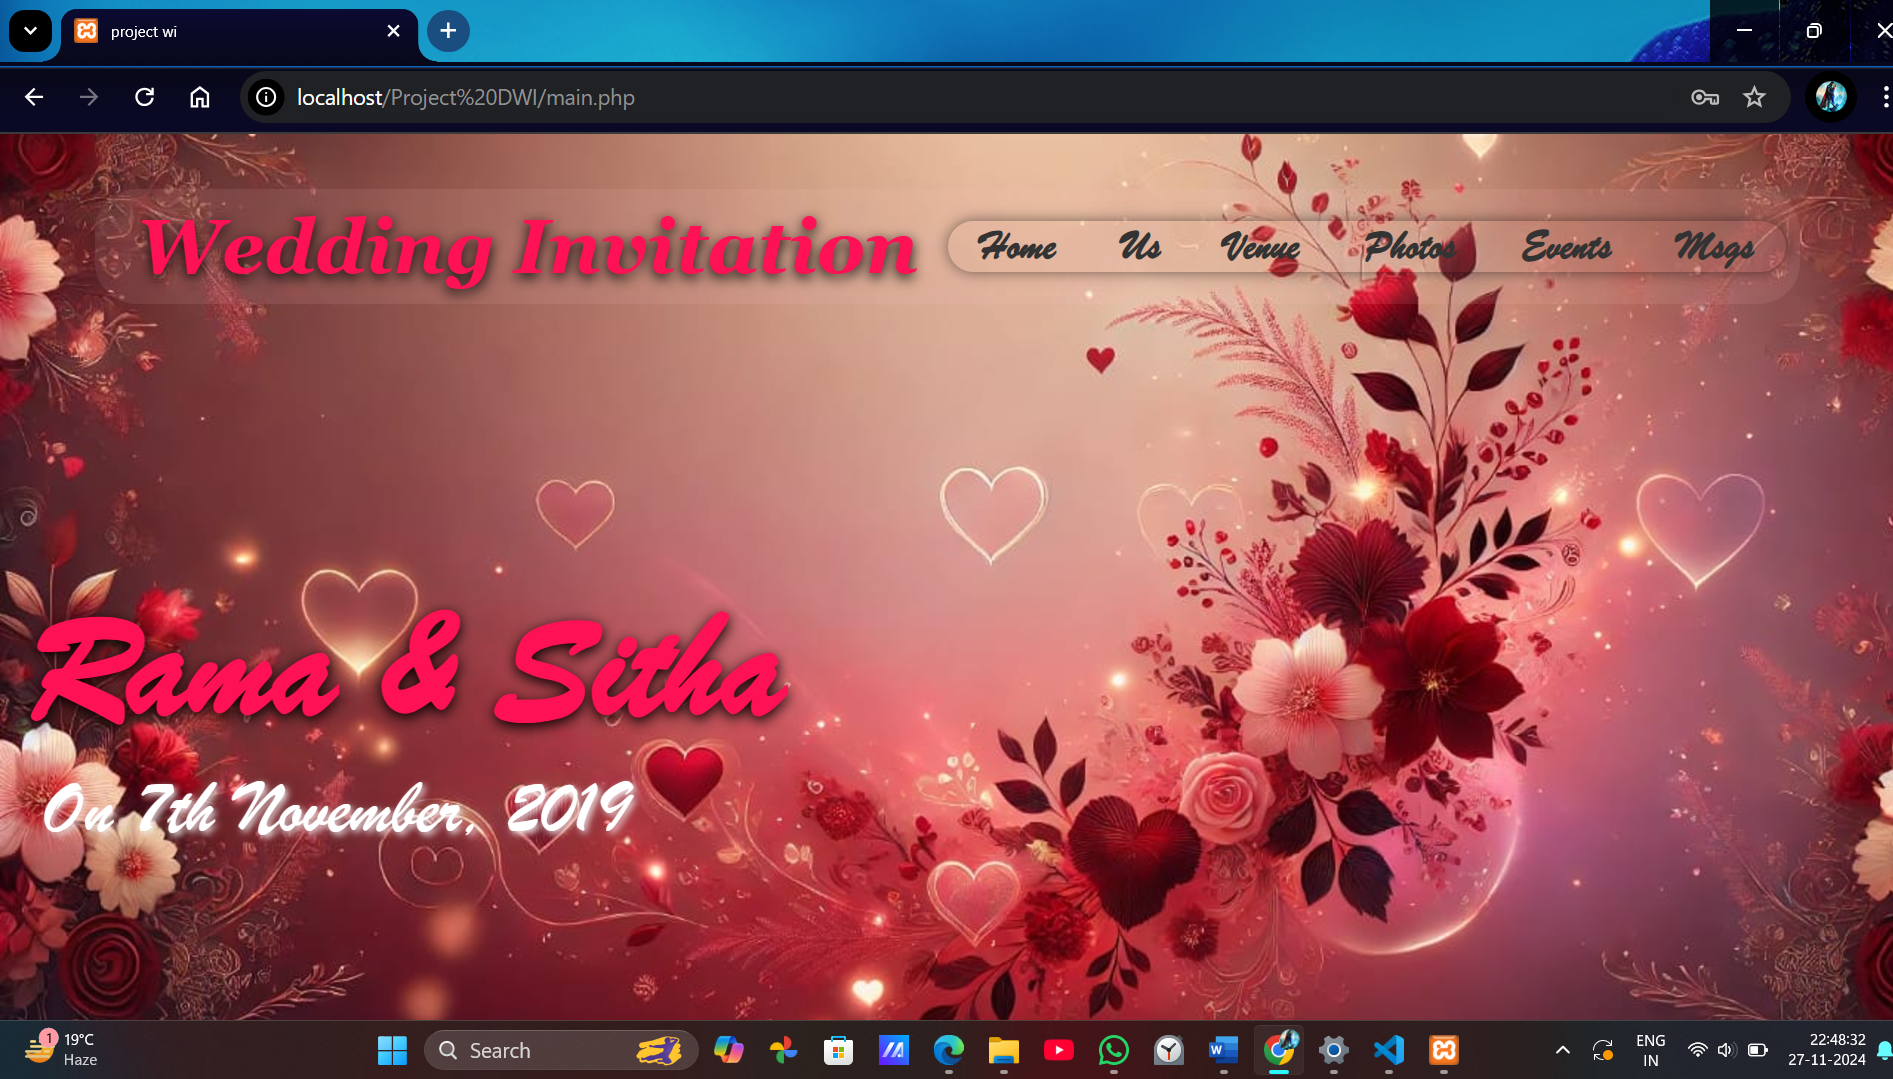 project wi
localhost/Project%20DWI/main.php
Wedding Invitation
Home Us Venue Photos Events Msgs
Rama & Sitha
On 7th November, 2019
1
19°C
Haze
Search
ENG
IN
22:48:32
27-11-2024